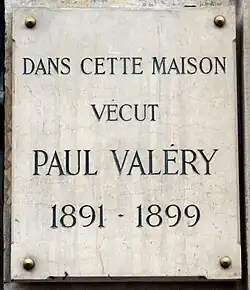 DANS CETTE MAISON
VÉCUT
PAUL VALÉRY
1891 - 1899